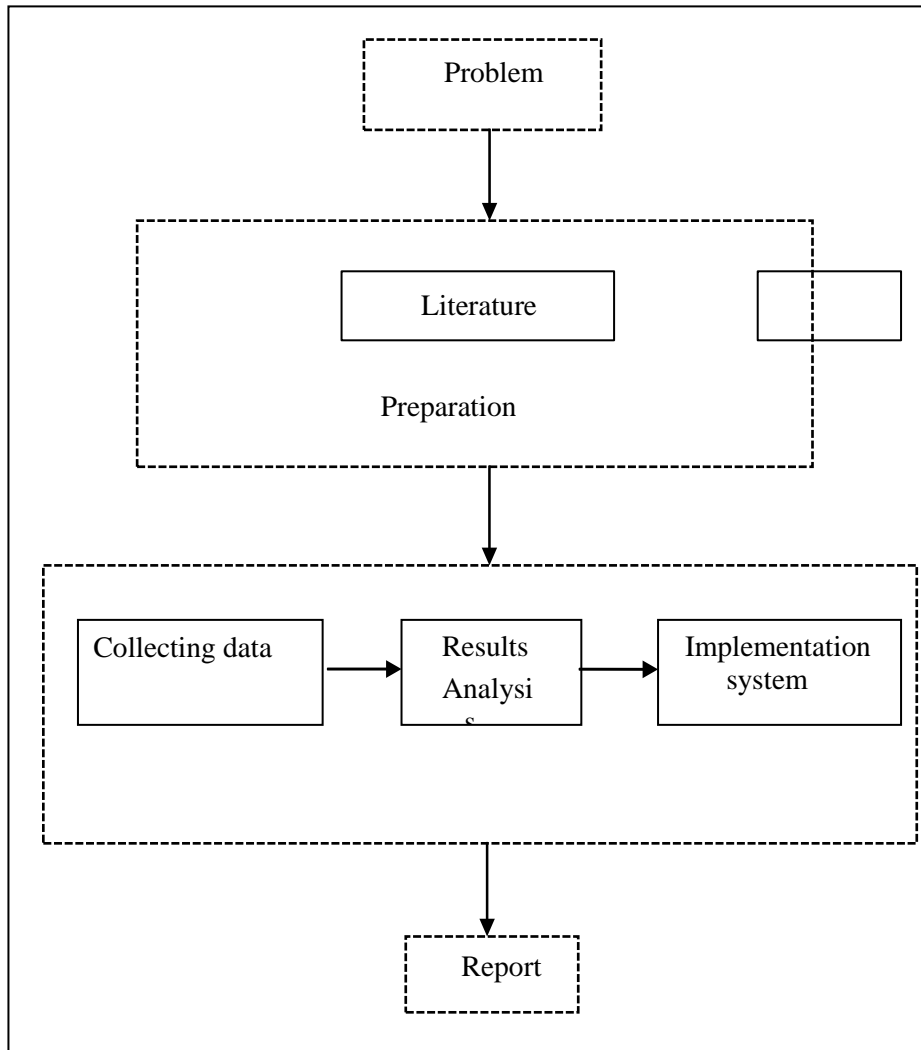 Problem
Literature
Preparation
Collecting data
Results
Analysi
s
Implementation
system
Report